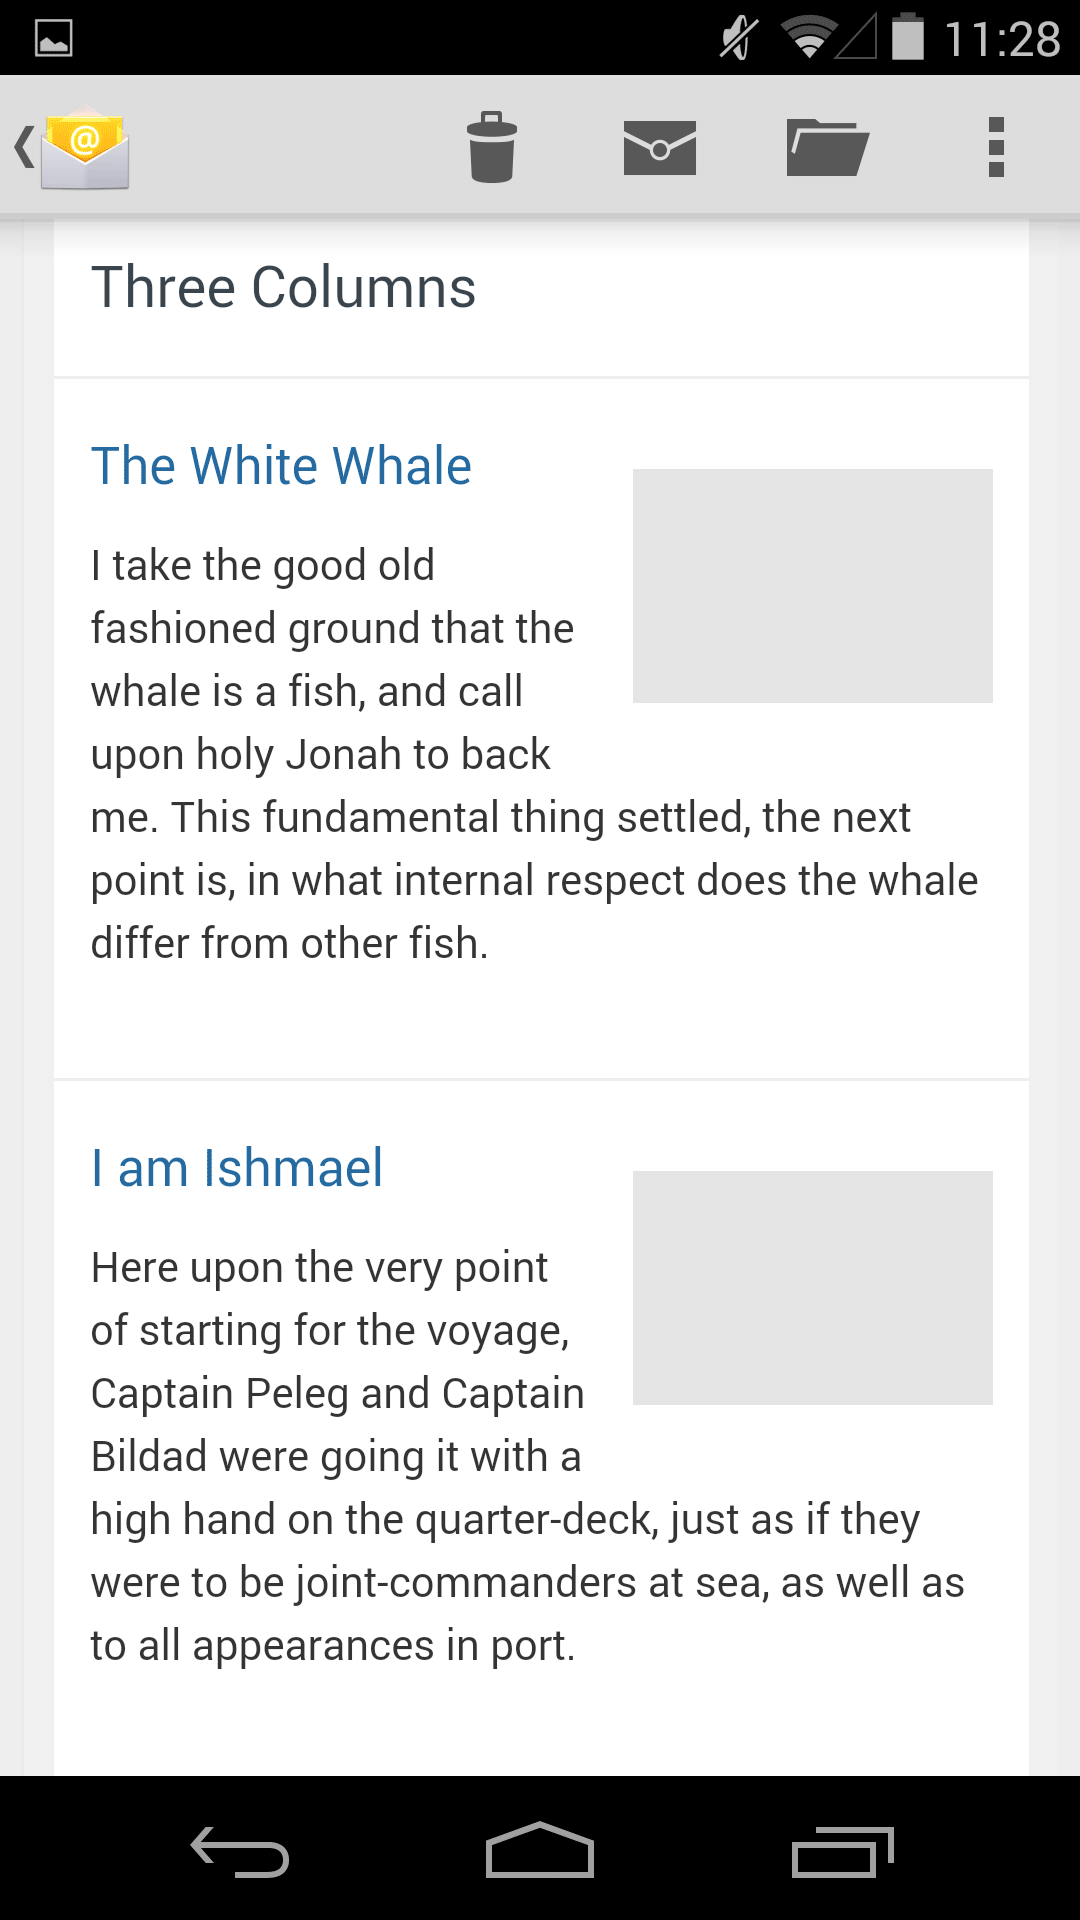 11:28
@
Three Columns
The White Whale
I take the good old
fashioned ground that the
whale is a fish, and call
upon holy Jonah to back
me. This fundamental thing settled, the next
point is, in what internal respect does the whale
differ from other fish.
I am Ishmael
Here upon the very point
of starting for the voyage,
Captain Peleg and Captain
Bildad were going it with a
high hand on the quarter-deck, just as if they
were to be joint-commanders at sea, as well as
to all appearances in port.